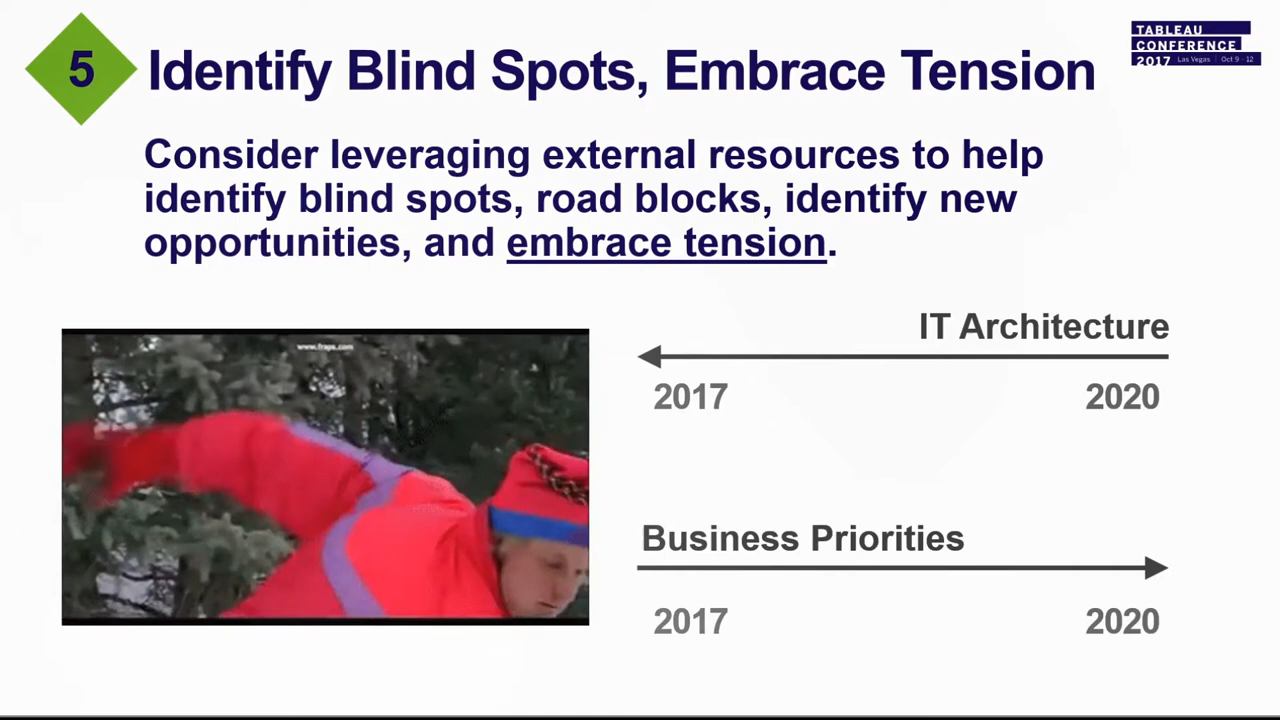 5
Identify Blind Spots, Embrace Tension
TABLEAU
CONFERENCE
2017 Las Vegas | Oct 9 - 12
Consider leveraging external resources to help
identify blind spots, road blocks, identify new
opportunities, and embrace tension.
www.fraps.com
IT Architecture
2017 2020
Business Priorities
2017 2020